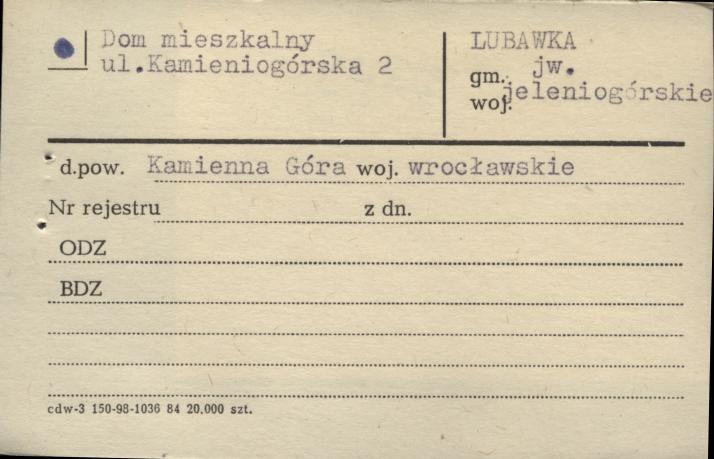 Dom mieszkalny
ul.Kamieniogórska 2
LUBAWKA
gm. jw.
woj. jeleniogórskie
d.pow. Kamienna Góra woj. wrocławskie
Nr rejestru z dn.
ODZ
BDZ
cdw-3 150-98-1036 84 20.000 szt.